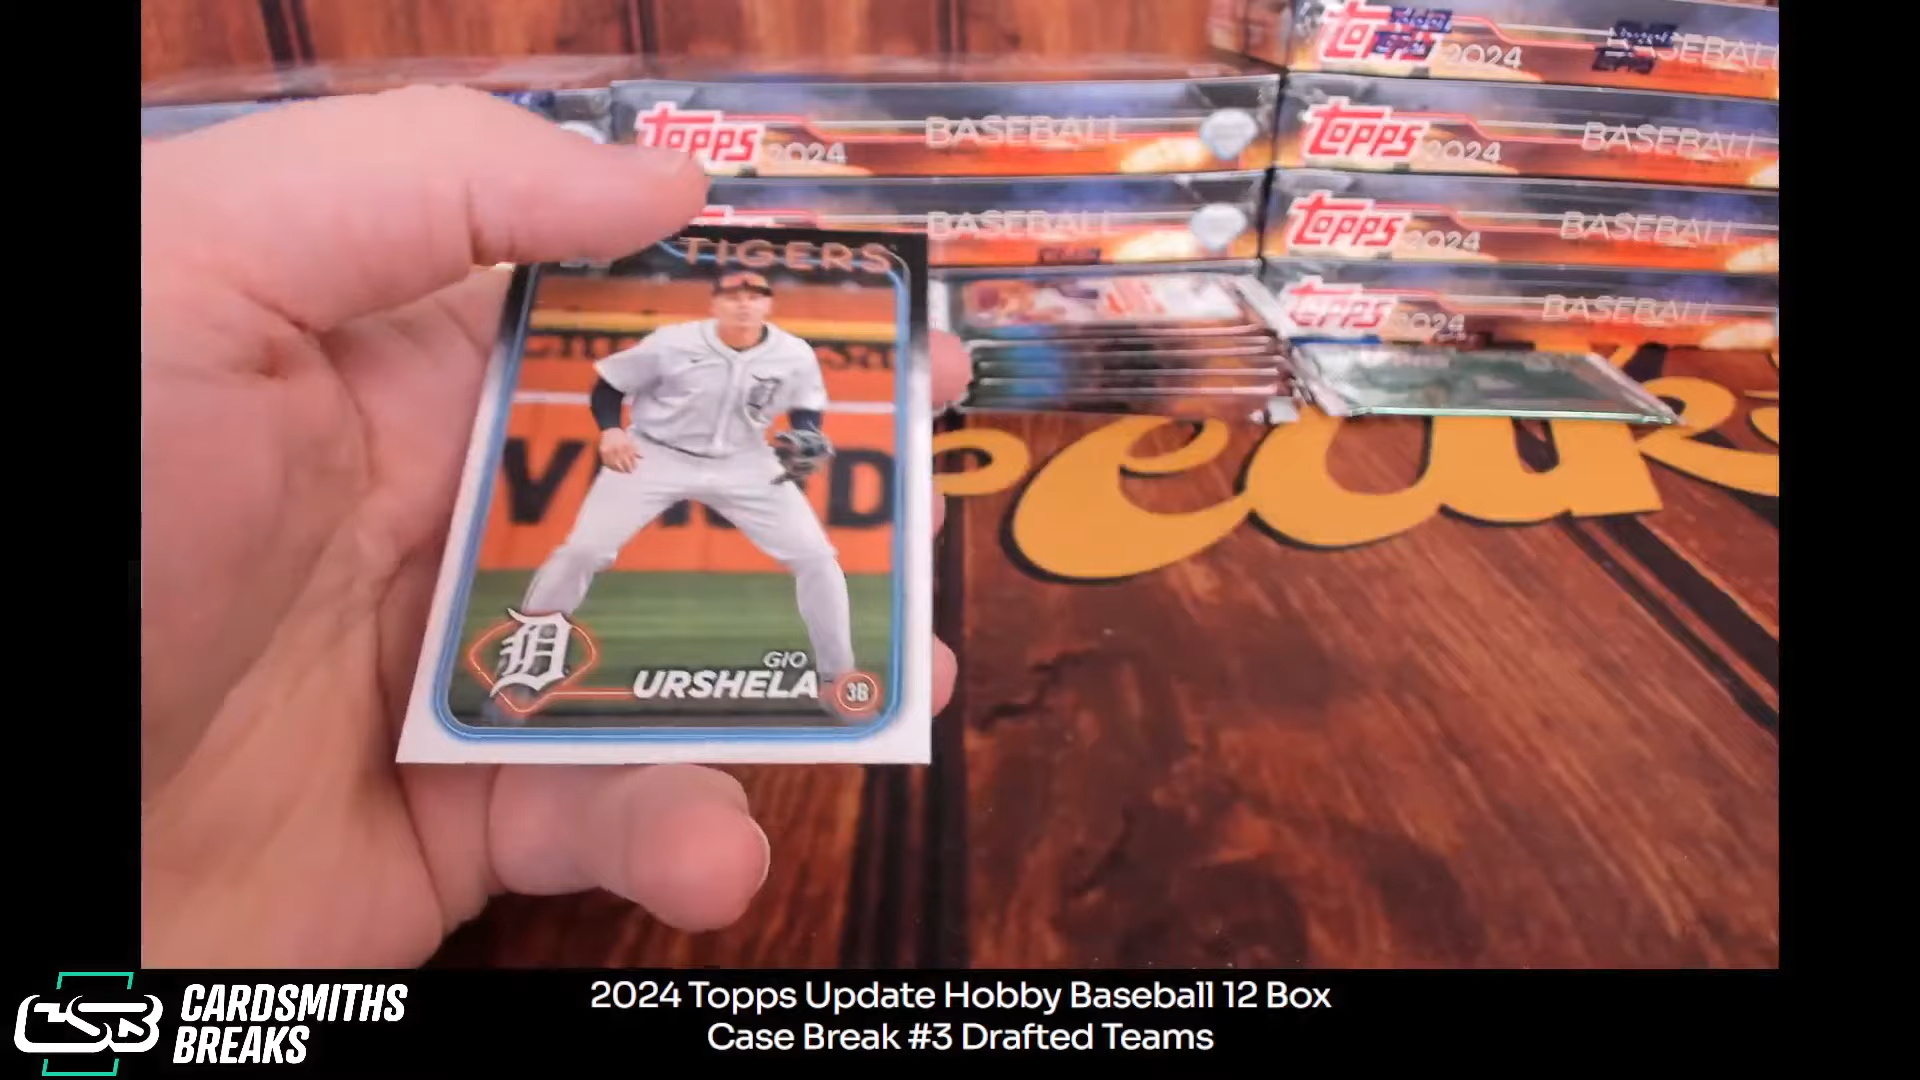 TOPPS 2024 BASEBALL
TOPPS 2024 BASEBALL
TOPPS 2024 BASEBALL
BASEBALL
TOPPS 2024 BASEBALL
TOPPS 2024 BASEBALL
TIGERS
D
GIO
URSHELA
3B
CSB CARDSMITHS
BREAKS
2024 Topps Update Hobby Baseball 12 Box
Case Break #3 Drafted Teams